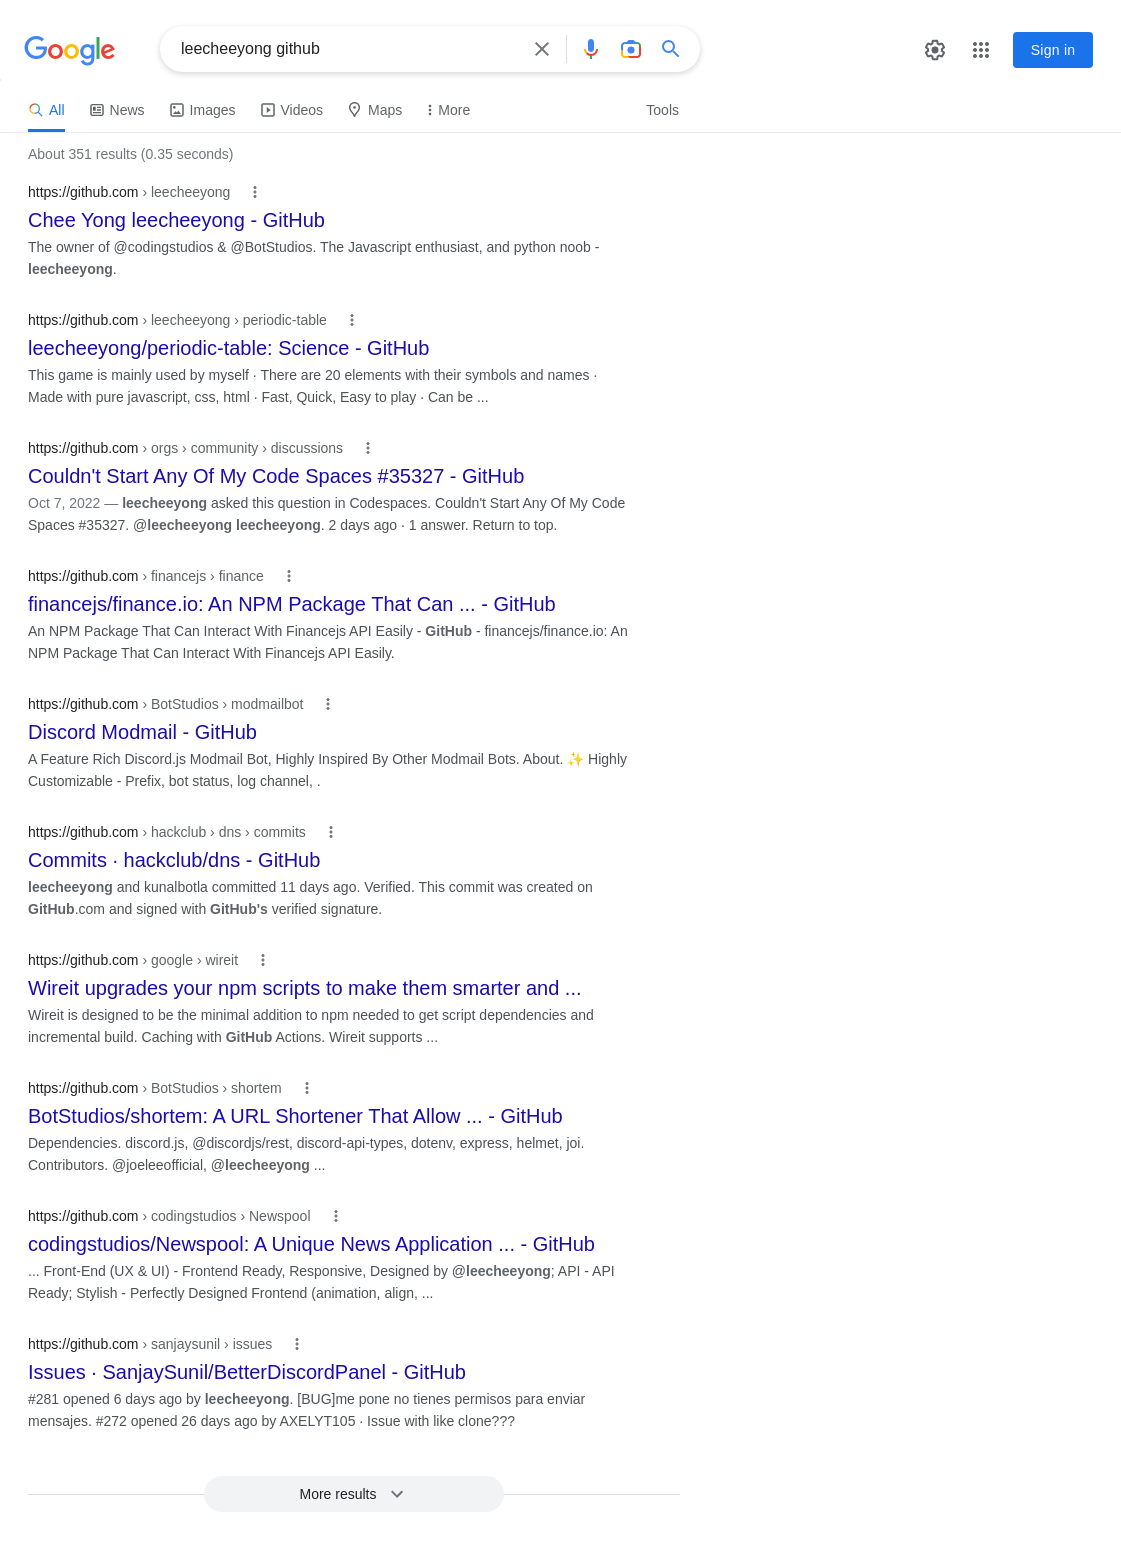 Google
leecheeyong github
Sign in
All
News
Images
Videos
Maps
More
Tools
About 351 results (0.35 seconds)
https://github.com › leecheeyong
Chee Yong leecheeyong - GitHub
The owner of @codingstudios & @BotStudios. The Javascript enthusiast, and python noob -
leecheeyong.
https://github.com › leecheeyong › periodic-table
leecheeyong/periodic-table: Science - GitHub
This game is mainly used by myself · There are 20 elements with their symbols and names ·
Made with pure javascript, css, html · Fast, Quick, Easy to play · Can be ...
https://github.com › orgs › community › discussions
Couldn't Start Any Of My Code Spaces #35327 - GitHub
Oct 7, 2022 — leecheeyong asked this question in Codespaces. Couldn't Start Any Of My Code
Spaces #35327. @leecheeyong leecheeyong. 2 days ago · 1 answer. Return to top.
https://github.com › financejs › finance
financejs/finance.io: An NPM Package That Can ... - GitHub
An NPM Package That Can Interact With Financejs API Easily - GitHub - financejs/finance.io: An
NPM Package That Can Interact With Financejs API Easily.
https://github.com › BotStudios › modmailbot
Discord Modmail - GitHub
A Feature Rich Discord.js Modmail Bot, Highly Inspired By Other Modmail Bots. About. ✨ Highly
Customizable - Prefix, bot status, log channel, .
https://github.com › hackclub › dns › commits
Commits · hackclub/dns - GitHub
leecheeyong and kunalbotla committed 11 days ago. Verified. This commit was created on
GitHub.com and signed with GitHub's verified signature.
https://github.com › google › wireit
Wireit upgrades your npm scripts to make them smarter and ...
Wireit is designed to be the minimal addition to npm needed to get script dependencies and
incremental build. Caching with GitHub Actions. Wireit supports ...
https://github.com › BotStudios › shortem
BotStudios/shortem: A URL Shortener That Allow ... - GitHub
Dependencies. discord.js, @discordjs/rest, discord-api-types, dotenv, express, helmet, joi.
Contributors. @joeleeofficial, @leecheeyong ...
https://github.com › codingstudios › Newspool
codingstudios/Newspool: A Unique News Application ... - GitHub
... Front-End (UX & UI) - Frontend Ready, Responsive, Designed by @leecheeyong; API - API
Ready; Stylish - Perfectly Designed Frontend (animation, align, ...
https://github.com › sanjaysunil › issues
Issues · SanjaySunil/BetterDiscordPanel - GitHub
#281 opened 6 days ago by leecheeyong. [BUG]me pone no tienes permisos para enviar
mensajes. #272 opened 26 days ago by AXELYT105 · Issue with like clone???
More results